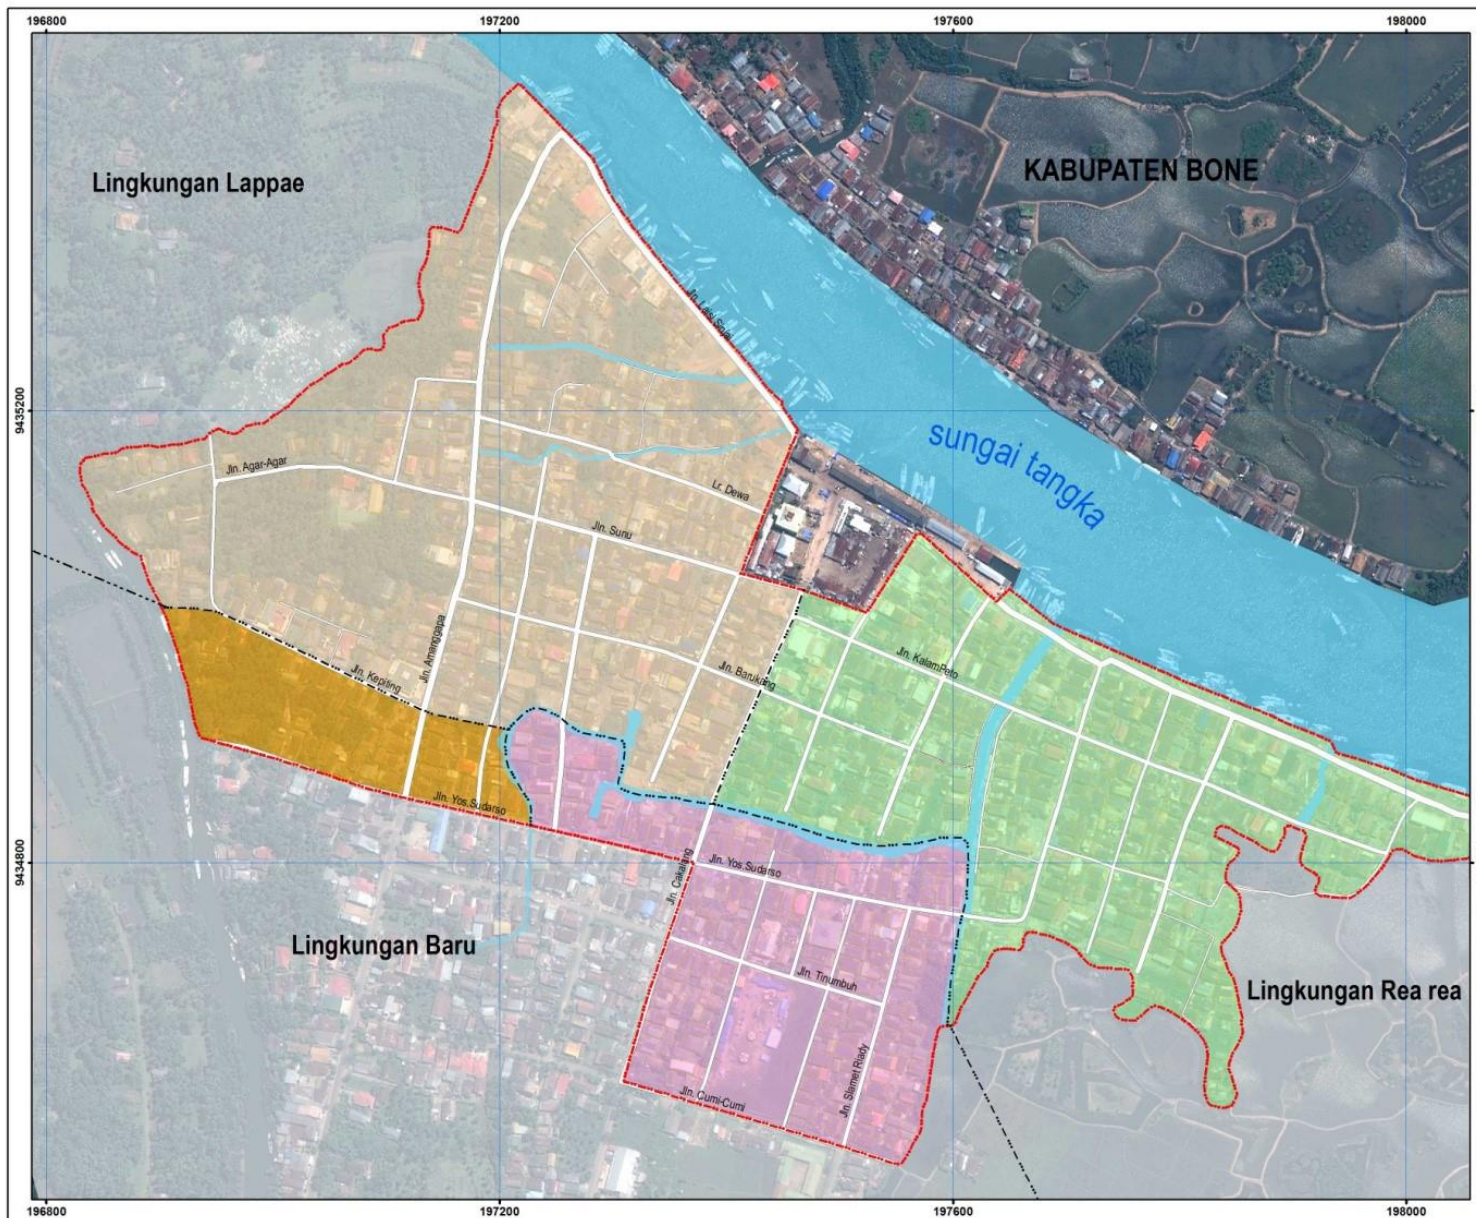 196800
197200
197600
198000
Lingkungan Lappae
KABUPATEN BONE
9435200
sungai tangka
Jln. Agar-Agar
Lr. Dewa
Jln. Sunu
Jln. Amanggapa
Jln. Kepiting
Jln. Barukang
Jln. KalamPeto
Jln. Yos.Sudarso
9434800
Jln. Cakalang
Jln. Yos.Sudarso
Lingkungan Baru
Jln. Tinumbuh
Lingkungan Rea rea
Jln. Slamet Riady
Jln. Cumi-Cumi
196800
197200
197600
198000